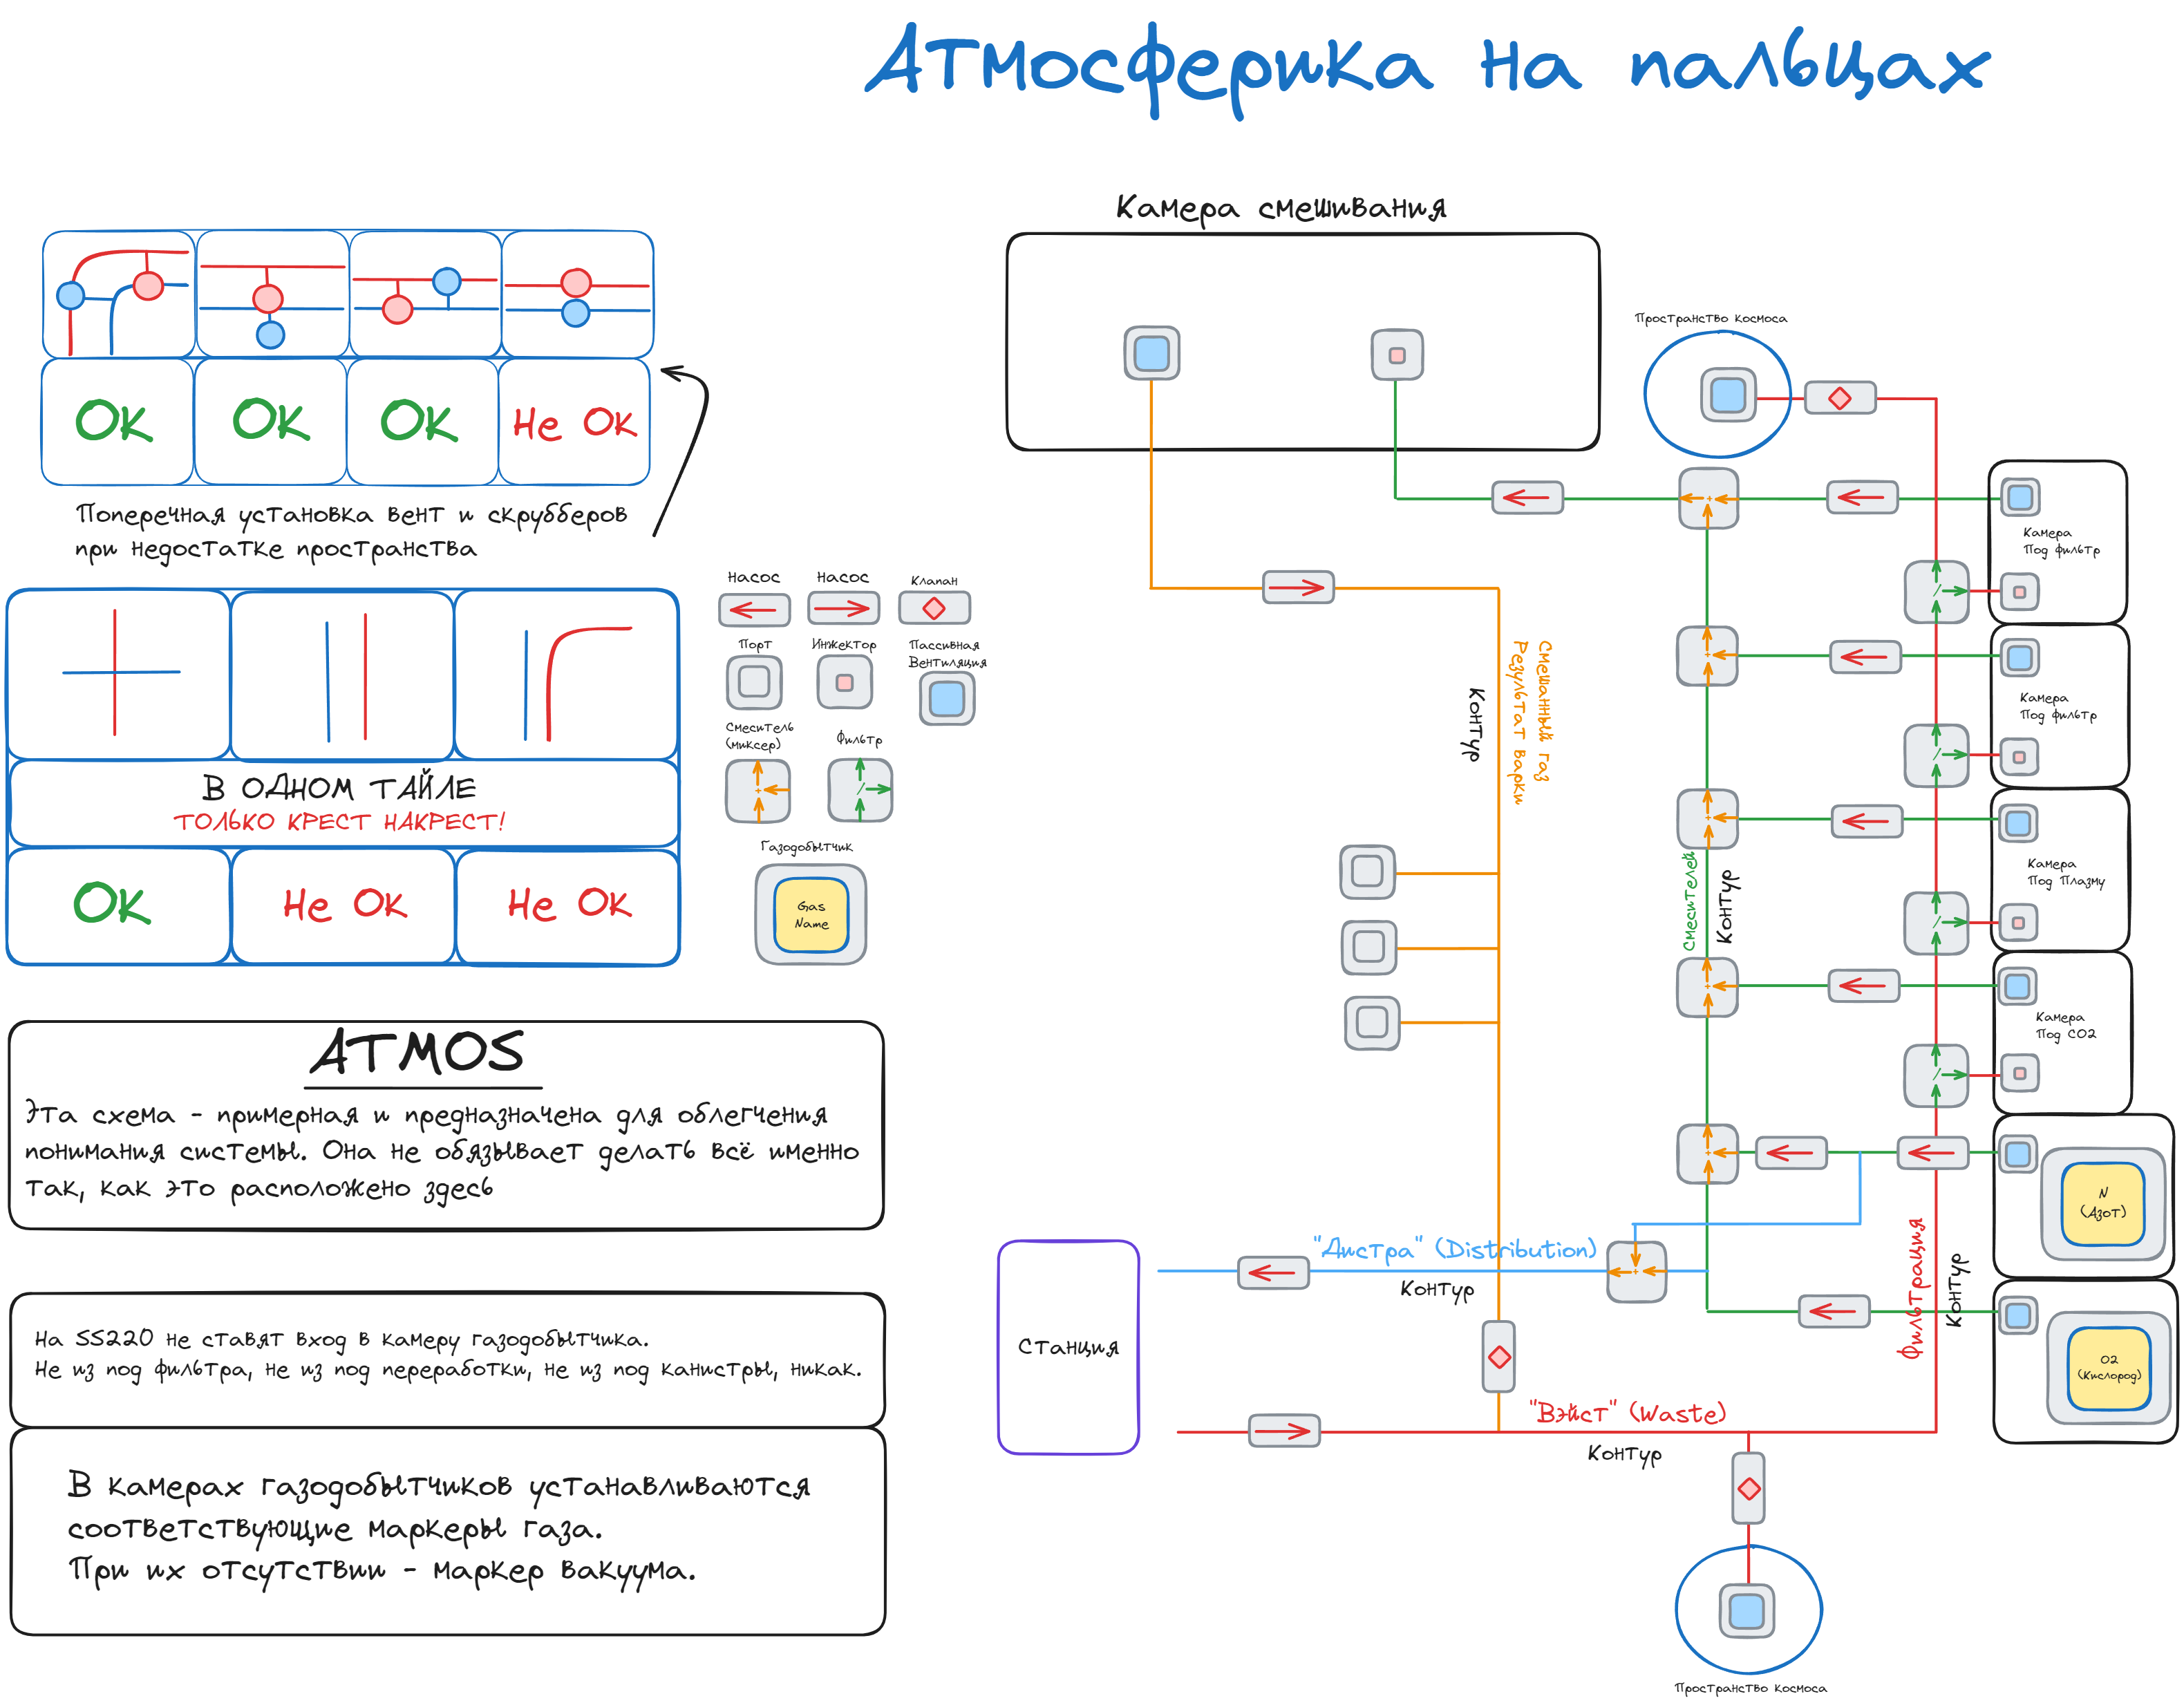 Атмосферика на пальцах
Ок
Ок
Ок
Не Ок
Поперечная установка вент и скрубберов
при недостатке пространства
В ОДНОМ ТАЙЛЕ
ТОЛЬКО КРЕСТ НАКРЕСТ!
Ок
Не Ок
Не Ок
Насос
Насос
Клапан
Порт
Инжектор
Пассивная
Вентиляция
Смеситель
(миксер)
Фильтр
Газодобытчик
Gas
Name
ATMOS
Эта схема - примерная и предназначена для облегчения
понимания системы. Она не обязывает делать всё именно
так, как это расположено здесь
На SS220 не ставят вход в камеру газодобытчика.
Не из под фильтра, не из под переработки, не из под канистры, никак.
В камерах газодобытчиков устанавливаются
соответствующие маркеры газа.
При их отсутствии - маркер вакуума.
Камера смешивания
Пространство космоса
Камера
Под фильтр
Камера
Под фильтр
Камера
Под Плазму
Камера
Под CO2
N
(Азот)
O2
(Кислород)
Смешанный газ
Результат варки
Контур
Смесителей
Контур
Фильтрация
Контур
"Дистра" (Distribution)
Контур
Станция
"Вэйст" (Waste)
Контур
Пространство космоса